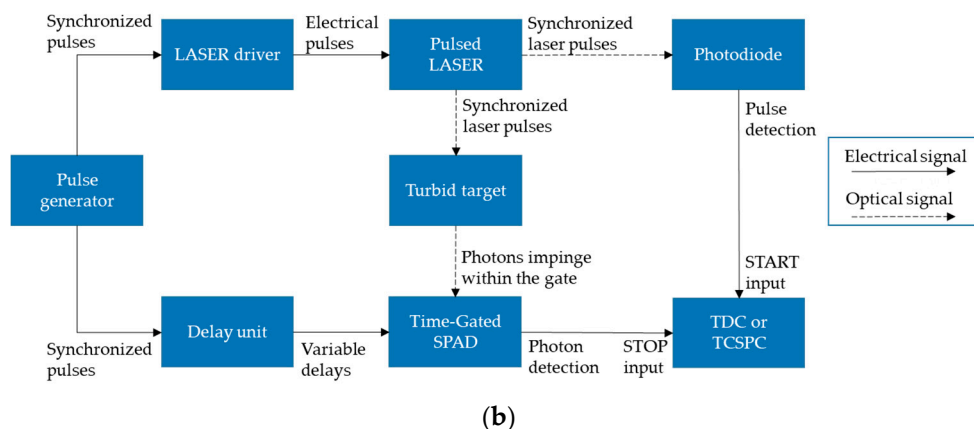 Synchronized
pulses
LASER driver
Electrical
pulses
Pulsed
LASER
Synchronized
laser pulses
Photodiode
Synchronized
laser pulses
Pulse
detection
Electrical signal
Optical signal
Pulse
generator
Turbid target
Photons impinge
within the gate
START
input
Synchronized
pulses
Delay unit
Variable
delays
Time-Gated
SPAD
Photon
detection
STOP
input
TDC or
TCSPC
(b)